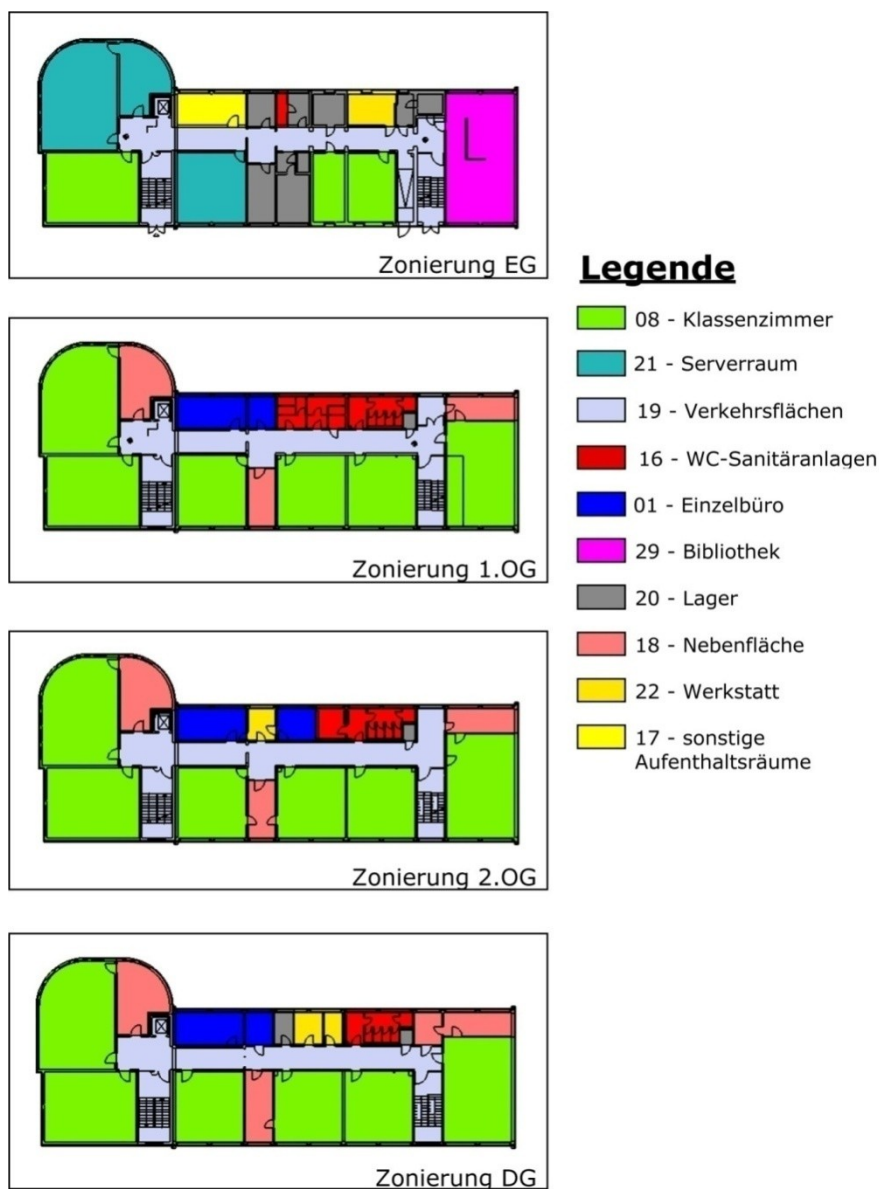 Zonierung EG
Zonierung 1.OG
Zonierung 2.OG
Zonierung DG
Legende
08 - Klassenzimmer
21 - Serverraum
19 - Verkehrsflächen
16 - WC-Sanitäranlagen
01 - Einzelbüro
29 - Bibliothek
20 - Lager
18 - Nebenfläche
22 - Werkstatt
17 - sonstige
Aufenthaltsräume